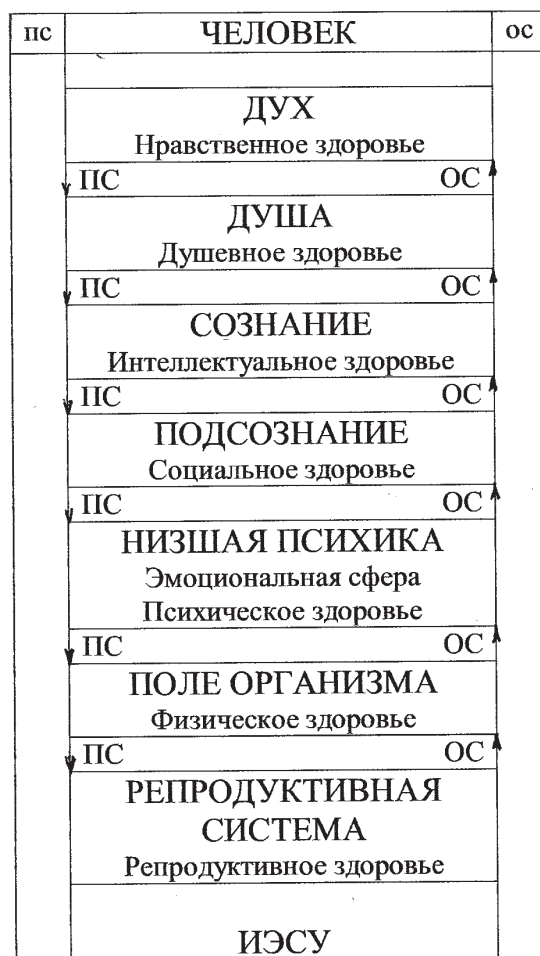 пс ЧЕЛОВЕК ос
ДУХ
Нравственное здоровье
ПС ОС
ДУША
Душевное здоровье
ПС ОС
СОЗНАНИЕ
Интеллектуальное здоровье
ПС ОС
ПОДСОЗНАНИЕ
Социальное здоровье
ПС ОС
НИЗШАЯ ПСИХИКА
Эмоциональная сфера
Психическое здоровье
ПС ОС
ПОЛЕ ОРГАНИЗМА
Физическое здоровье
ПС ОС
РЕПРОДУКТИВНАЯ
СИСТЕМА
Репродуктивное здоровье
ИЭСУ